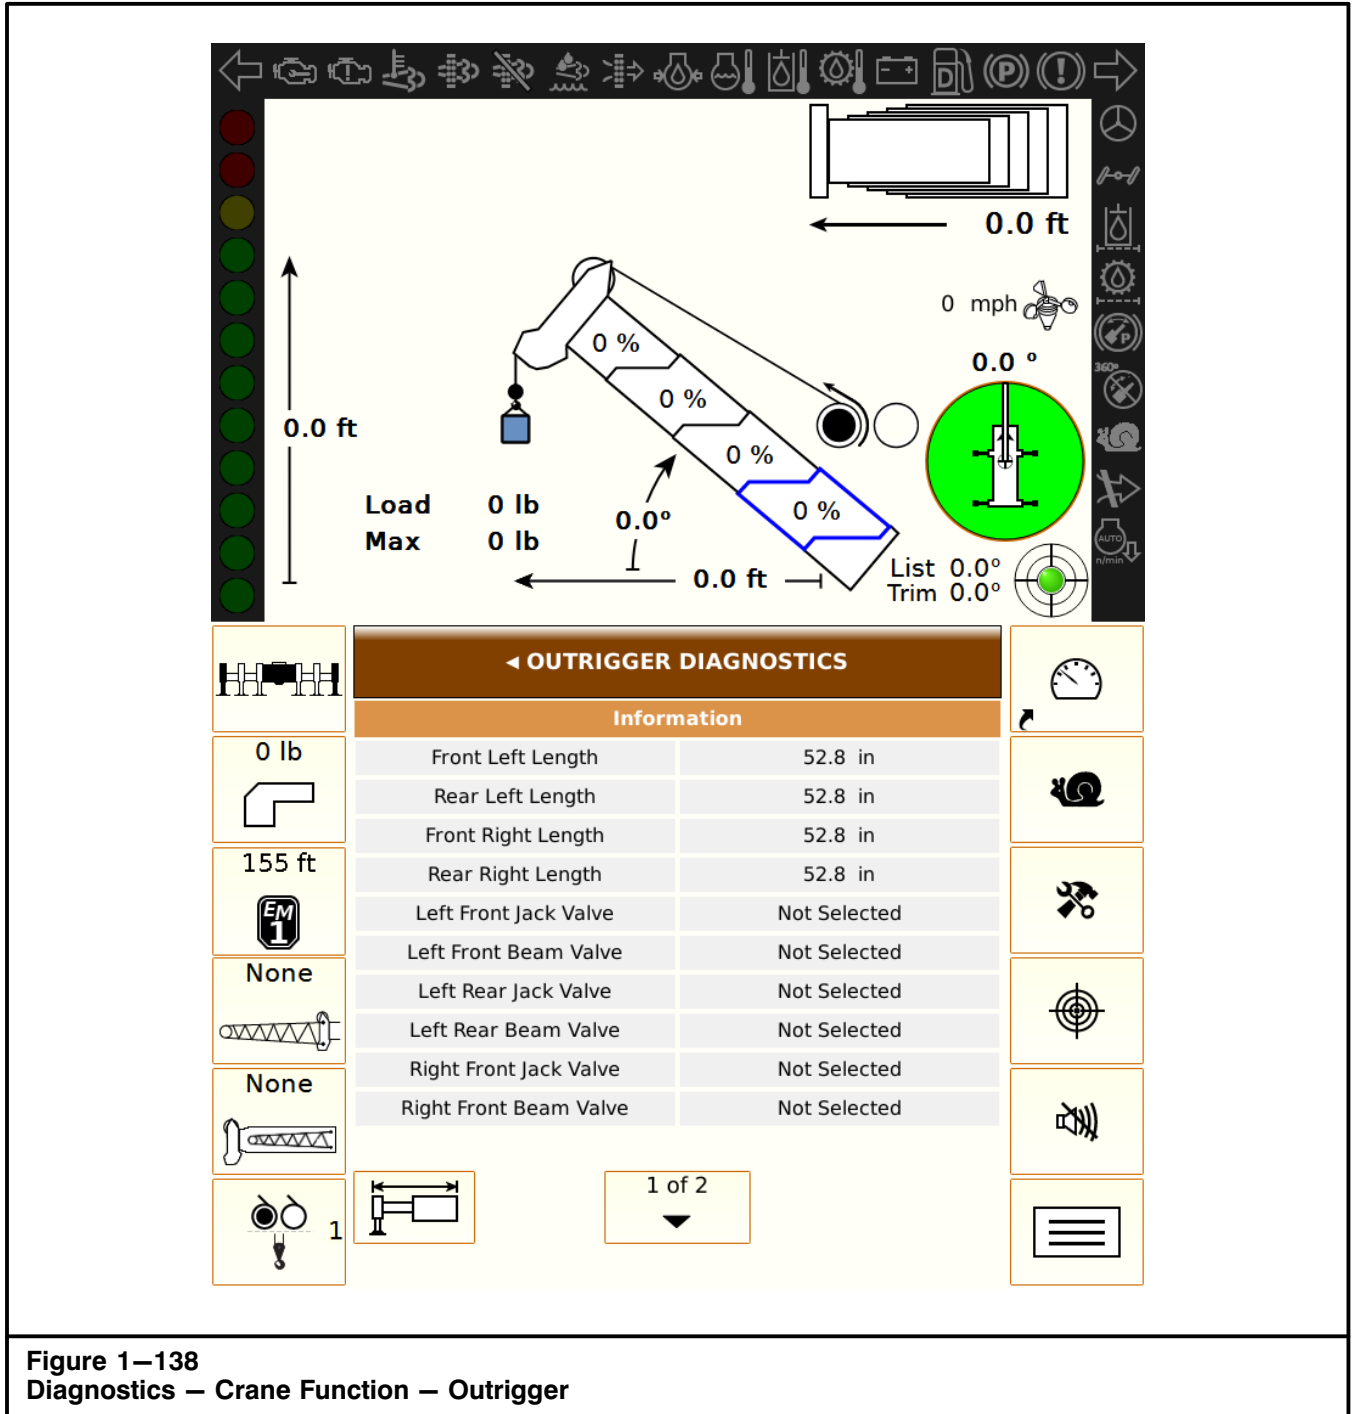 D
P
0.0 ft
0 mph
P
0.0 º
360º
0 %
0 %
0.0 ft
0 %
Load 0 lb
0 %
0.0º
Max 0 lb
AUTO
n/min
0.0 ft
List 0.0º
Trim 0.0º
◄ OUTRIGGER DIAGNOSTICS
Information
Front Left Length 52.8 in
0 lb
Rear Left Length 52.8 in
Front Right Length 52.8 in
155 ft
Rear Right Length 52.8 in
EM
1
Left Front Jack Valve Not Selected
Left Front Beam Valve Not Selected
None
Left Rear Jack Valve Not Selected
Left Rear Beam Valve Not Selected
Right Front Jack Valve Not Selected
None
Right Front Beam Valve Not Selected
1 of 2
1
Figure 1—138
Diagnostics — Crane Function — Outrigger